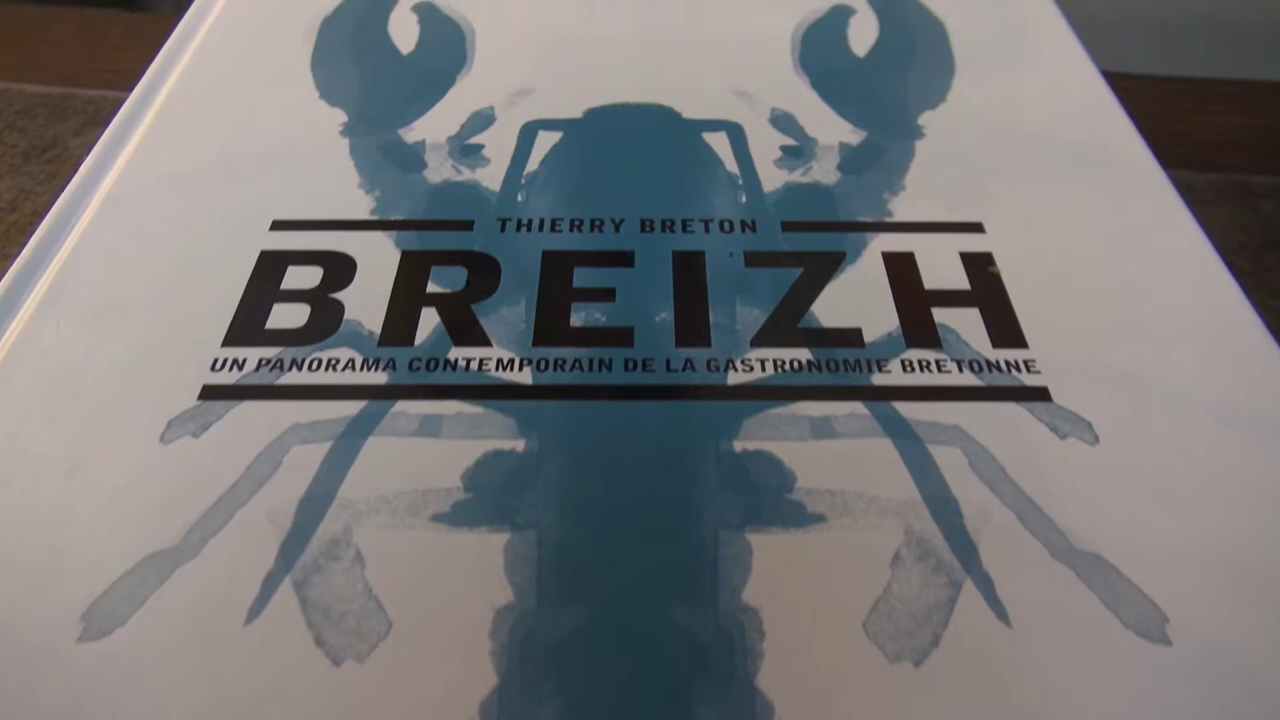 THIERRY BRETON
BREIZH
UN PANORAMA CONTEMPORAIN DE LA GASTRONOMIE BRETONNE